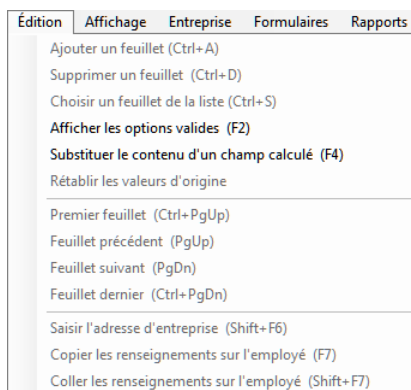 Édition Affichage Entreprise Formulaires Rapports
Ajouter un feuillet (Ctrl+A)
Supprimer un feuillet (Ctrl+D)
Choisir un feuillet de la liste (Ctrl+S)
Afficher les options valides (F2)
Substituer le contenu d'un champ calculé (F4)
Rétablir les valeurs d'origine
Premier feuillet (Ctrl+PgUp)
Feuillet précédent (PgUp)
Feuillet suivant (PgDn)
Feuillet dernier (Ctrl+PgDn)
Saisir l'adresse d'entreprise (Shift+F6)
Copier les renseignements sur l'employé (F7)
Coller les renseignements sur l'employé (Shift+F7)